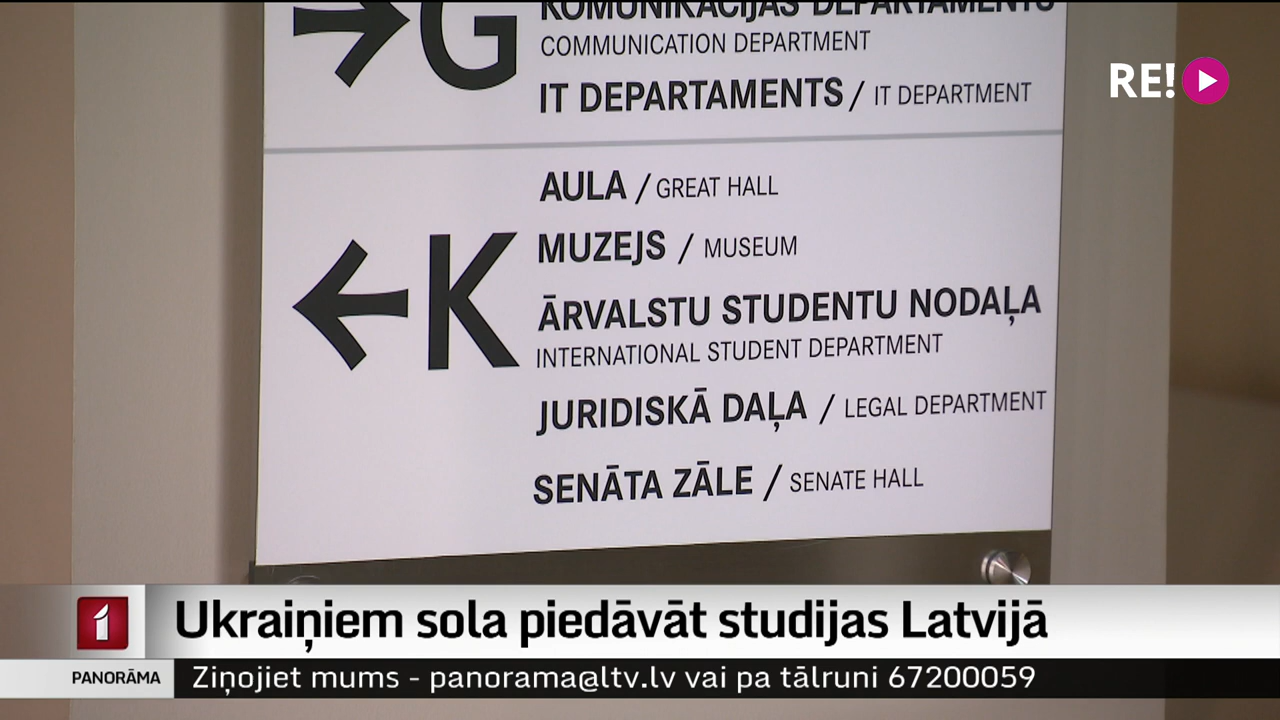 G KOMUNIKĀCIJAS DEPARTAMENTS
COMMUNICATION DEPARTMENT
IT DEPARTAMENTS / IT DEPARTMENT
RE!
AULA / GREAT HALL
MUZEJS / MUSEUM
K
ĀRVALSTU STUDENTU NODAĻA
INTERNATIONAL STUDENT DEPARTMENT
JURIDISKĀ DAĻA / LEGAL DEPARTMENT
SENĀTA ZĀLE / SENATE HALL
1
Ukraiņiem sola piedāvāt studijas Latvijā
PANORĀMA
Ziņojiet mums - panorama@ltv.lv vai pa tālruni 67200059